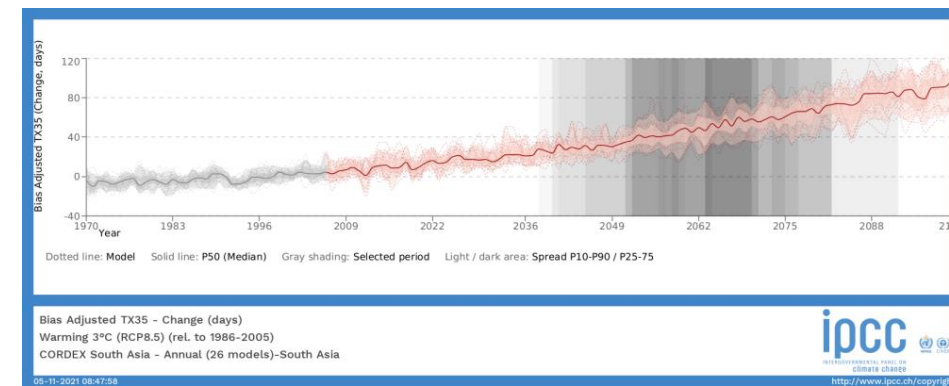 Bias Adjusted TX35 (Change, days)
120
80
40
0
-40
1970 1983 1996 2009 2022 2036 2049 2062 2075 2088 21
Year
Dotted line: Model Solid line: P50 (Median) Gray shading: Selected period Light / dark area: Spread P10-P90 / P25-75
Bias Adjusted TX35 - Change (days)
Warming 3°C (RCP8.5) (rel. to 1986-2005)
CORDEX South Asia - Annual (26 models)-South Asia
ipcc
INTERGOVERNMENTAL PANEL ON
climate change
05-11-2021 08:47:58
http://www.ipcc.ch/copyrig